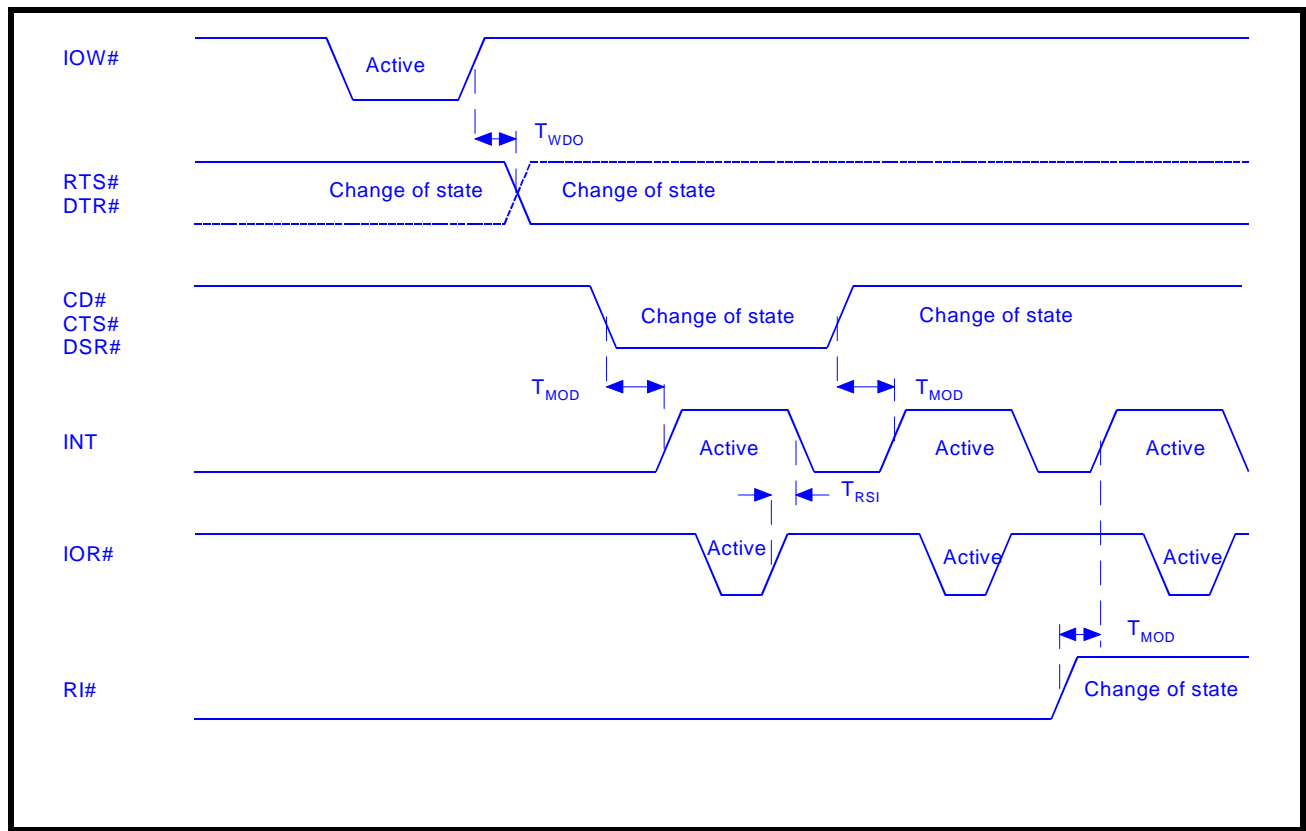 IOW#
Active
TWDO
RTS#
DTR#
Change of state
Change of state
CD#
CTS#
DSR#
Change of state
Change of state
TMOD
TMOD
INT
Active
Active
Active
TRSI
IOR#
Active
Active
Active
TMOD
RI#
Change of state